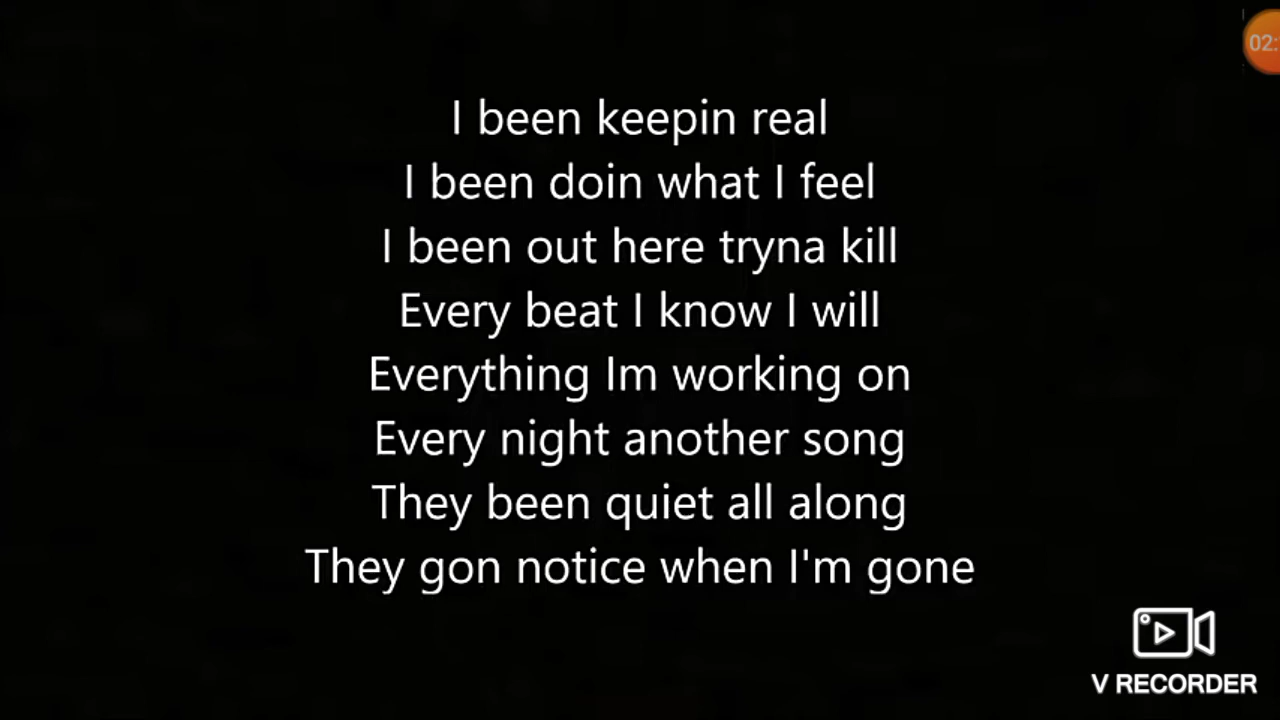 02:
I been keepin real
I been doin what I feel
I been out here tryna kill
Every beat I know I will
Everything Im working on
Every night another song
They been quiet all along
They gon notice when I'm gone
V RECORDER